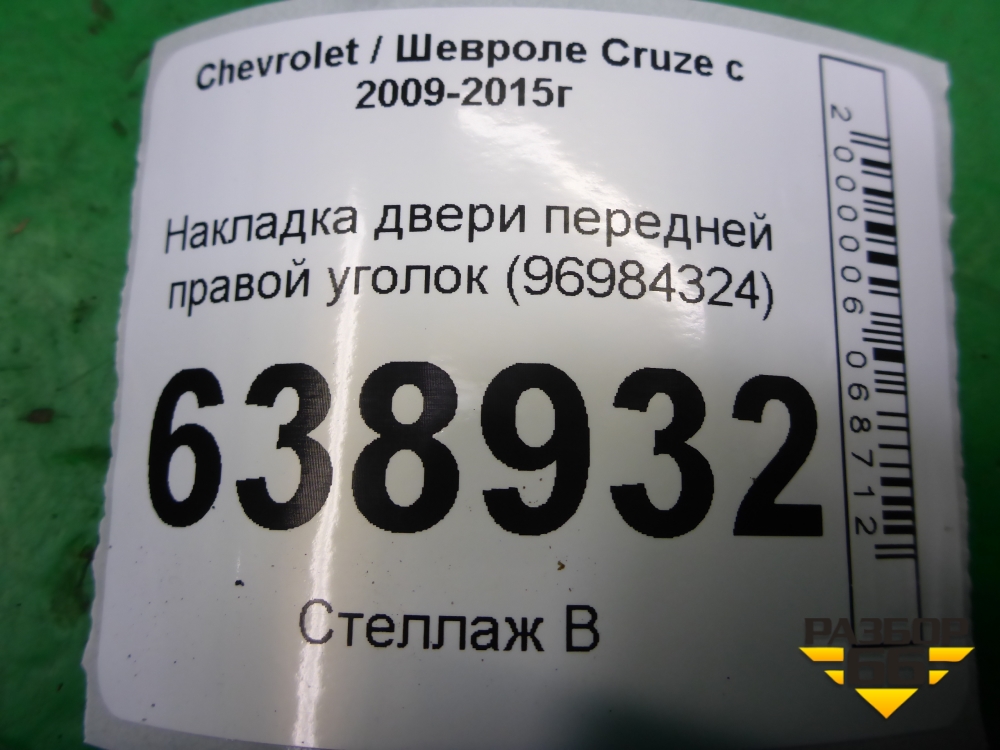 Chevrolet / Шевроле Cruze с
2009-2015г
Накладка двери передней
правой уголок (96984324)
638932
Стеллаж В
2000006068712
РАЗБОР
66